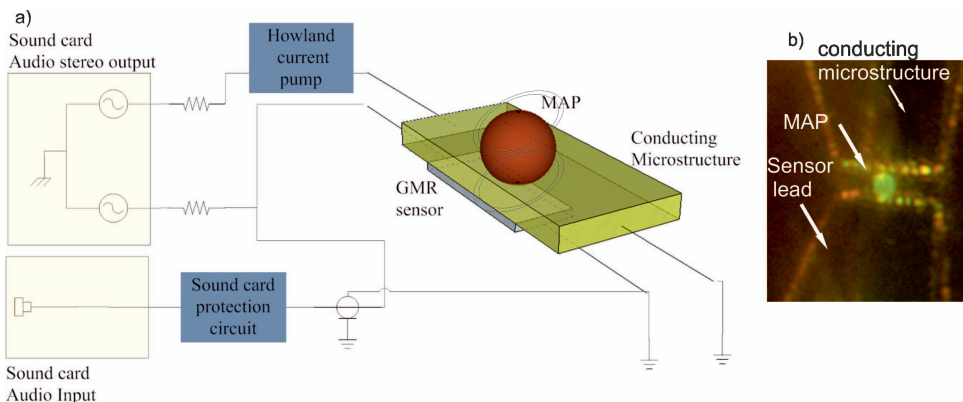 a)
Sound card
Audio stereo output
Howland
current
pump
MAP
Conducting
Microstructure
GMR
sensor
Sound card
protection
circuit
Sound card
Audio Input
b)
conducting
microstructure
MAP
Sensor
lead